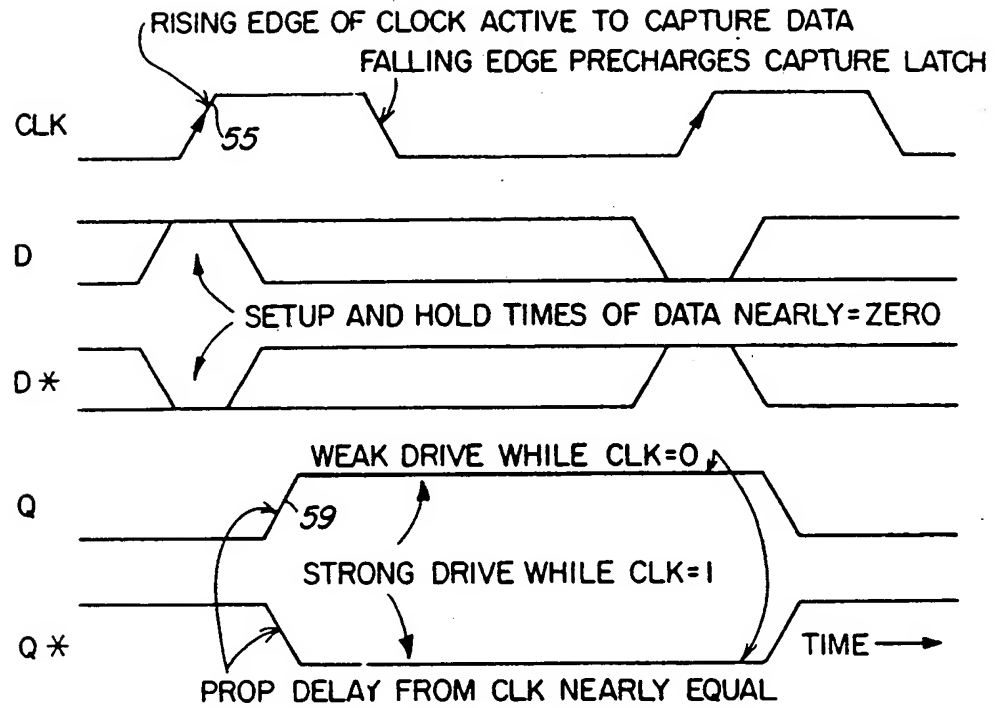 RISING EDGE OF CLOCK ACTIVE TO CAPTURE DATA
FALLING EDGE PRECHARGES CAPTURE LATCH
CLK
55
D
SETUP AND HOLD TIMES OF DATA NEARLY=ZERO
D*
WEAK DRIVE WHILE CLK=0
Q
59
STRONG DRIVE WHILE CLK=1
Q*
TIME
PROP DELAY FROM CLK NEARLY EQUAL